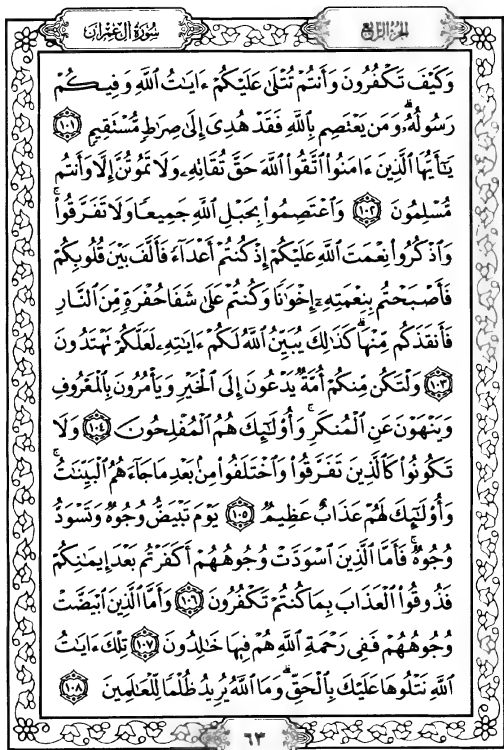 سُورَةُ آلِ عِمْرَانَ
الجزء الرابع
وَكَيْفَ تَكْفُرُونَ وَأَنتُمْ تُتْلَىٰ عَلَيْكُمْ ءَايَٰتُ ٱللَّهِ وَفِيكُمْ
رَسُولُهُۥۗ وَمَن يَعْتَصِم بِٱللَّهِ فَقَدْ هُدِىَ إِلَىٰ صِرَٰطٍ مُّسْتَقِيمٍ ١٠١
يَٰٓأَيُّهَا ٱلَّذِينَ ءَامَنُوا۟ ٱتَّقُوا۟ ٱللَّهَ حَقَّ تُقَاتِهِۦ وَلَا تَمُوتُنَّ إِلَّا وَأَنتُم
مُّسْلِمُونَ ١٠٢ وَٱعْتَصِمُوا۟ بِحَبْلِ ٱللَّهِ جَمِيعًا وَلَا تَفَرَّقُوا۟ۚ
وَٱذْكُرُوا۟ نِعْمَتَ ٱللَّهِ عَلَيْكُمْ إِذْ كُنتُمْ أَعْدَآءً فَأَلَّفَ بَيْنَ قُلُوبِكُمْ
فَأَصْبَحْتُم بِنِعْمَتِهِۦٓ إِخْوَٰنًا وَكُنتُمْ عَلَىٰ شَفَا حُفْرَةٍ مِّنَ ٱلنَّارِ
فَأَنقَذَكُم مِّنْهَاۗ كَذَٰلِكَ يُبَيِّنُ ٱللَّهُ لَكُمْ ءَايَٰتِهِۦ لَعَلَّكُمْ تَهْتَدُونَ
١٠٣ وَلْتَكُن مِّنكُمْ أُمَّةٌ يَدْعُونَ إِلَى ٱلْخَيْرِ وَيَأْمُرُونَ بِٱلْمَعْرُوفِ
وَيَنْهَوْنَ عَنِ ٱلْمُنكَرِۚ وَأُو۟لَٰٓئِكَ هُمُ ٱلْمُفْلِحُونَ ١٠٤ وَلَا
تَكُونُوا۟ كَٱلَّذِينَ تَفَرَّقُوا۟ وَٱخْتَلَفُوا۟ مِنۢ بَعْدِ مَا جَآءَهُمُ ٱلْبَيِّنَٰتُۚ
وَأُو۟لَٰٓئِكَ لَهُمْ عَذَابٌ عَظِيمٌ ١٠٥ يَوْمَ تَبْيَضُّ وُجُوهٌ وَتَسْوَدُّ
وُجُوهٌۚ فَأَمَّا ٱلَّذِينَ ٱسْوَدَّتْ وُجُوهُهُمْ أَكَفَرْتُم بَعْدَ إِيمَٰنِكُمْ
فَذُوقُوا۟ ٱلْعَذَابَ بِمَا كُنتُمْ تَكْفُرُونَ ١٠٦ وَأَمَّا ٱلَّذِينَ ٱبْيَضَّتْ
وُجُوهُهُمْ فَفِى رَحْمَةِ ٱللَّهِ هُمْ فِيهَا خَٰلِدُونَ ١٠٧ تِلْكَ ءَايَٰتُ
ٱللَّهِ نَتْلُوهَا عَلَيْكَ بِٱلْحَقِّۗ وَمَا ٱللَّهُ يُرِيدُ ظُلْمًا لِّلْعَٰلَمِينَ ١٠٨
٦٣